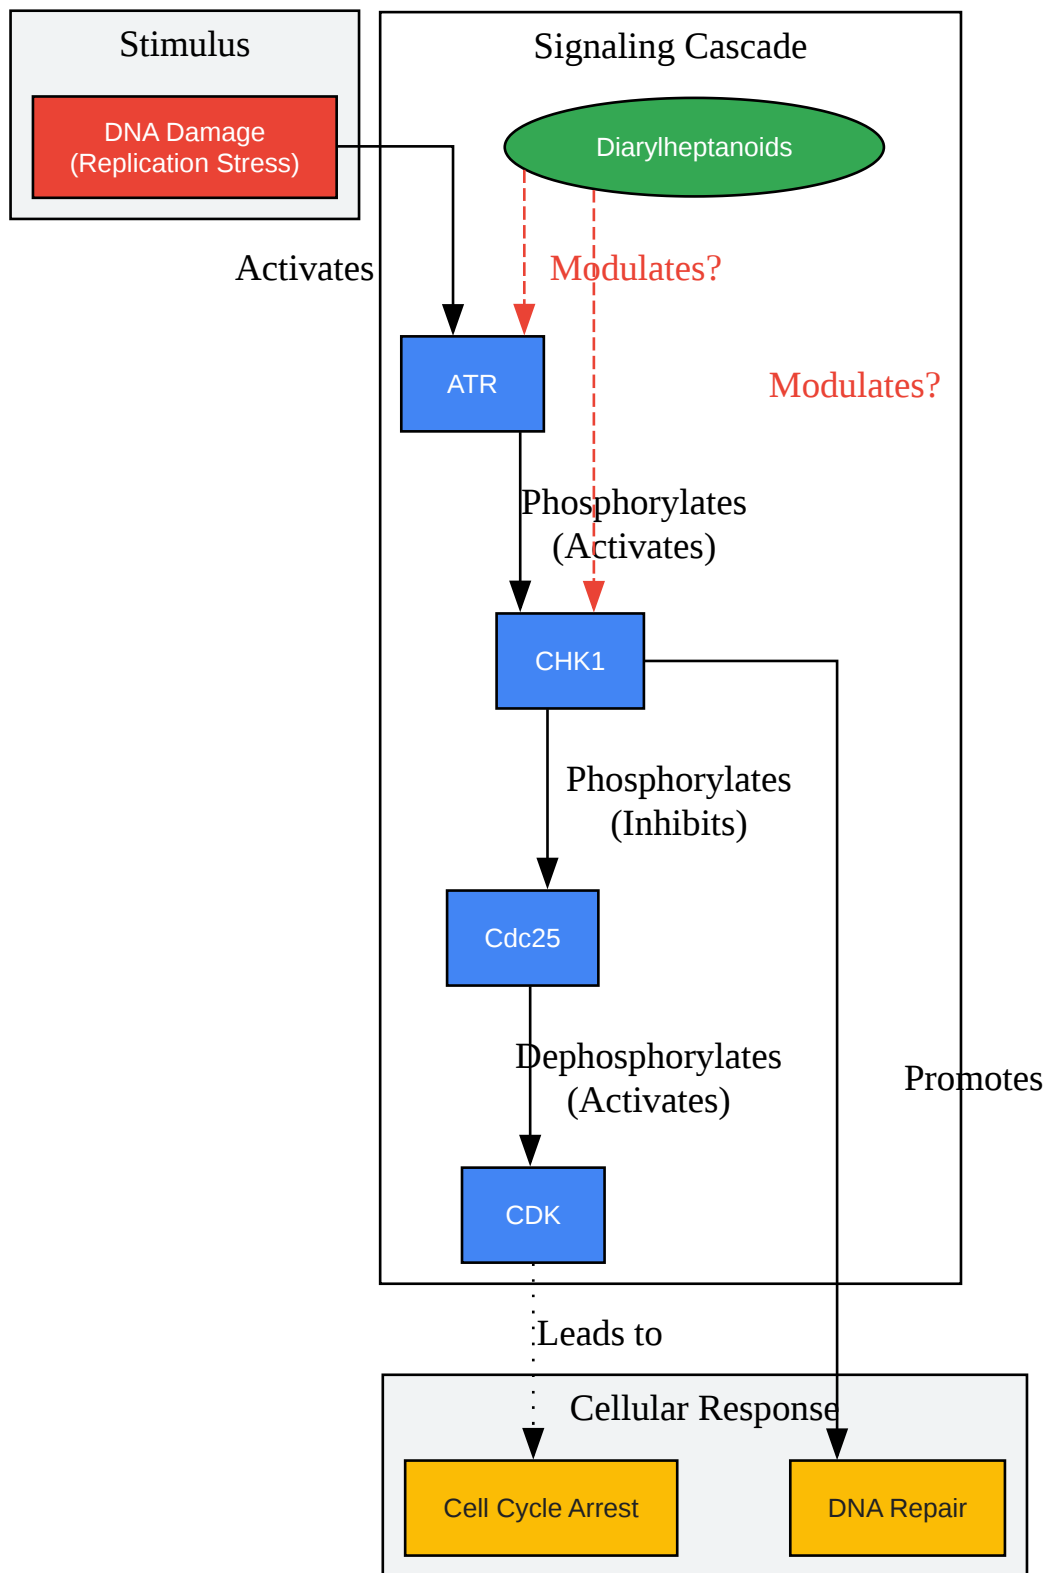 Stimulus
Signaling Cascade
DNA Damage
(Replication Stress)
Diarylheptanoids
Activates
Modulates?
ATR
Modulates?
Phosphorylates
(Activates)
CHK1
Phosphorylates
(Inhibits)
Cdc25
Dephosphorylates
(Activates)
Promotes
CDK
Leads to
Cellular Response
Cell Cycle Arrest
DNA Repair